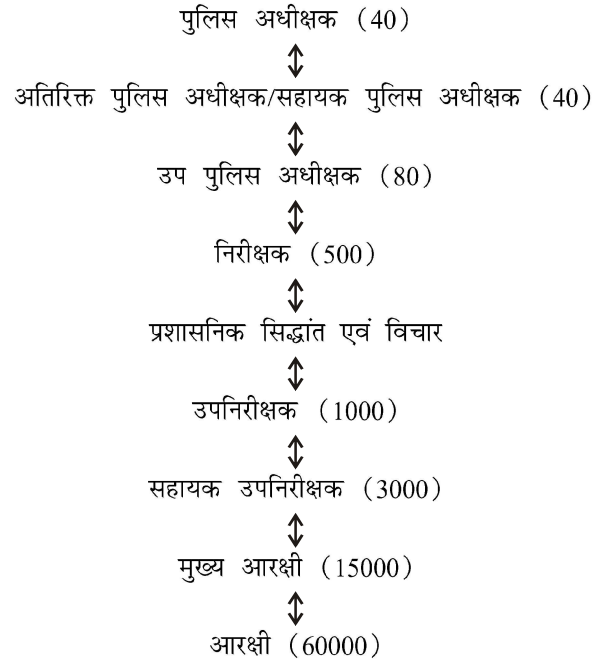 पुलिस अधीक्षक (40)
अतिरिक्त पुलिस अधीक्षक/सहायक पुलिस अधीक्षक (40)
उप पुलिस अधीक्षक (80)
निरीक्षक (500)
प्रशासनिक सिद्धांत एवं विचार
उपनिरीक्षक (1000)
सहायक उपनिरीक्षक (3000)
मुख्य आरक्षी (15000)
आरक्षी (60000)